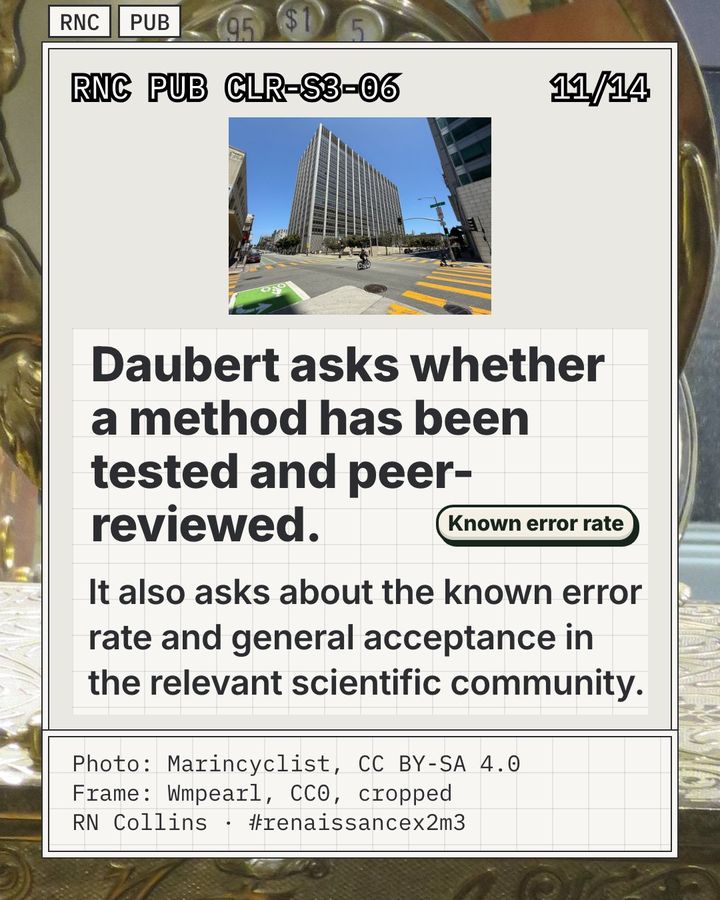 95 $1 5
RNC PUB
RNC PUB CLR-S3-06 11/14
Daubert asks whether
a method has been
tested and peer-
reviewed.
Known error rate
It also asks about the known error
rate and general acceptance in
the relevant scientific community.
Photo: Marincyclist, CC BY-SA 4.0
Frame: Wmpearl, CC0, cropped
RN Collins · #renaissancex2m3